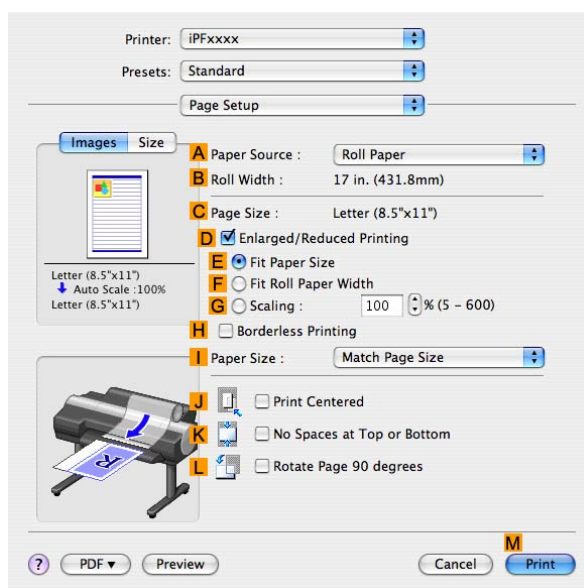 Printer: iPFxxxx
Presets: Standard
Page Setup
Images Size
A Paper Source : Roll Paper
B Roll Width : 17 in. (431.8mm)
C Page Size : Letter (8.5"x11")
D Enlarged/Reduced Printing
E Fit Paper Size
F Fit Roll Paper Width
G Scaling : 100 % (5 – 600)
Letter (8.5"x11")
Auto Scale :100%
Letter (8.5"x11")
H Borderless Printing
I Paper Size : Match Page Size
J Print Centered
K No Spaces at Top or Bottom
L Rotate Page 90 degrees
R
M
? PDF Preview Cancel Print